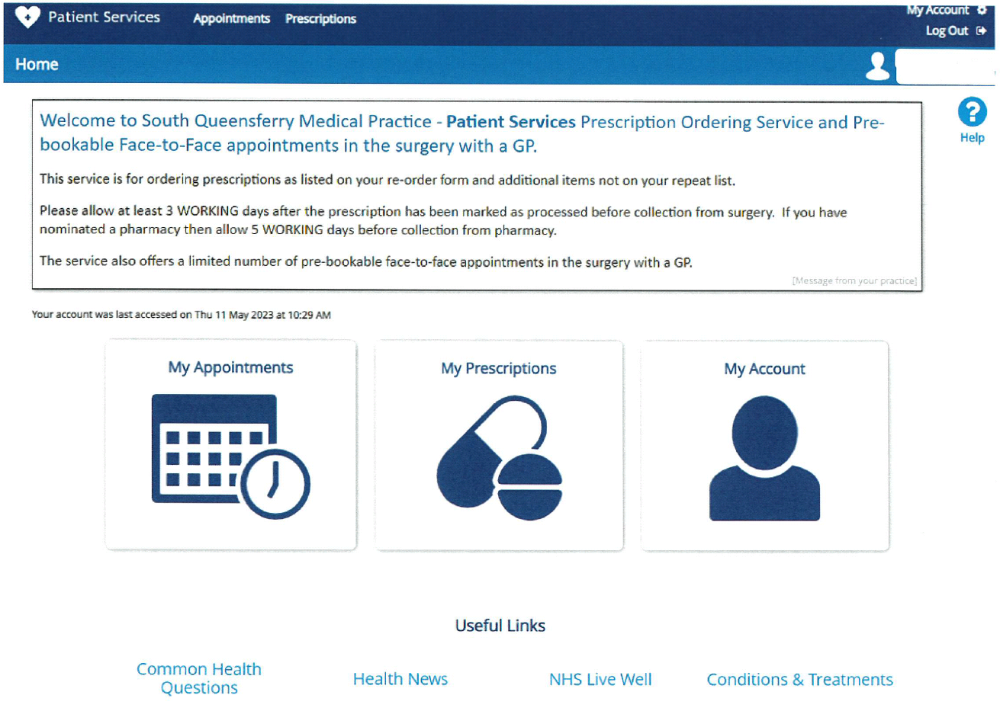 Patient Services
Appointments
Prescriptions
My Account
Log Out
Home
Welcome to South Queensferry Medical Practice - Patient Services Prescription Ordering Service and Pre-
bookable Face-to-Face appointments in the surgery with a GP.
Help
This service is for ordering prescriptions as listed on your re-order form and additional items not on your repeat list.
Please allow at least 3 WORKING days after the prescription has been marked as processed before collection from surgery. If you have
nominated a pharmacy then allow 5 WORKING days before collection from pharmacy.
The service also offers a limited number of pre-bookable face-to-face appointments in the surgery with a GP.
[Message from your practice]
Your account was last accessed on Thu 11 May 2023 at 10:29 AM
My Appointments
My Prescriptions
My Account
Useful Links
Common Health
Questions
Health News
NHS Live Well
Conditions & Treatments